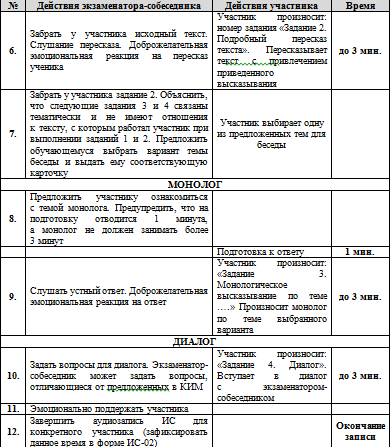 № Действия экзаменатора-собеседника Действия участника Время
6. Забрать у участника исходный текст. Слушание пересказа. Доброжелательная эмоциональная реакция на пересказ ученика
Участник произносит: номер задания «Задание 2. Подробный пересказ текста». Пересказывает текст с привлечением приведенного высказывания
до 3 мин.
7. Забрать у участника задание 2. Объяснить, что следующие задания 3 и 4 связаны тематически и не имеют отношения к тексту, с которым работал участник при выполнении заданий 1 и 2. Предложить обучающемуся выбрать вариант темы беседы и выдать ему соответствующую карточку
Участник выбирает одну из предложенных тем для беседы
МОНОЛОГ
8. Предложить участнику ознакомиться с темой монолога. Предупредить, что на подготовку отводится 1 минута, а монолог не должен занимать более 3 минут
Подготовка к ответу
1 мин.
9. Слушать устный ответ. Доброжелательная эмоциональная реакция на ответ
Участник произносит: «Задание 3. Монологическое высказывание по теме ….» Произносит монолог по теме выбранного варианта
до 3 мин.
ДИАЛОГ
10. Задать вопросы для диалога. Экзаменатор-собеседник может задать вопросы, отличающиеся от предложенных в КИМ
Участник произносит: «Задание 4. Диалог». Вступает в диалог с экзаменатором-собеседником
до 3 мин.
11. Эмоционально поддержать участника
12. Завершить аудиозапись ИС для конкретного участника (зафиксировать данное время в форме ИС-02)
Окончание записи